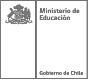 Ministerio de
Educación
Gobierno de Chile